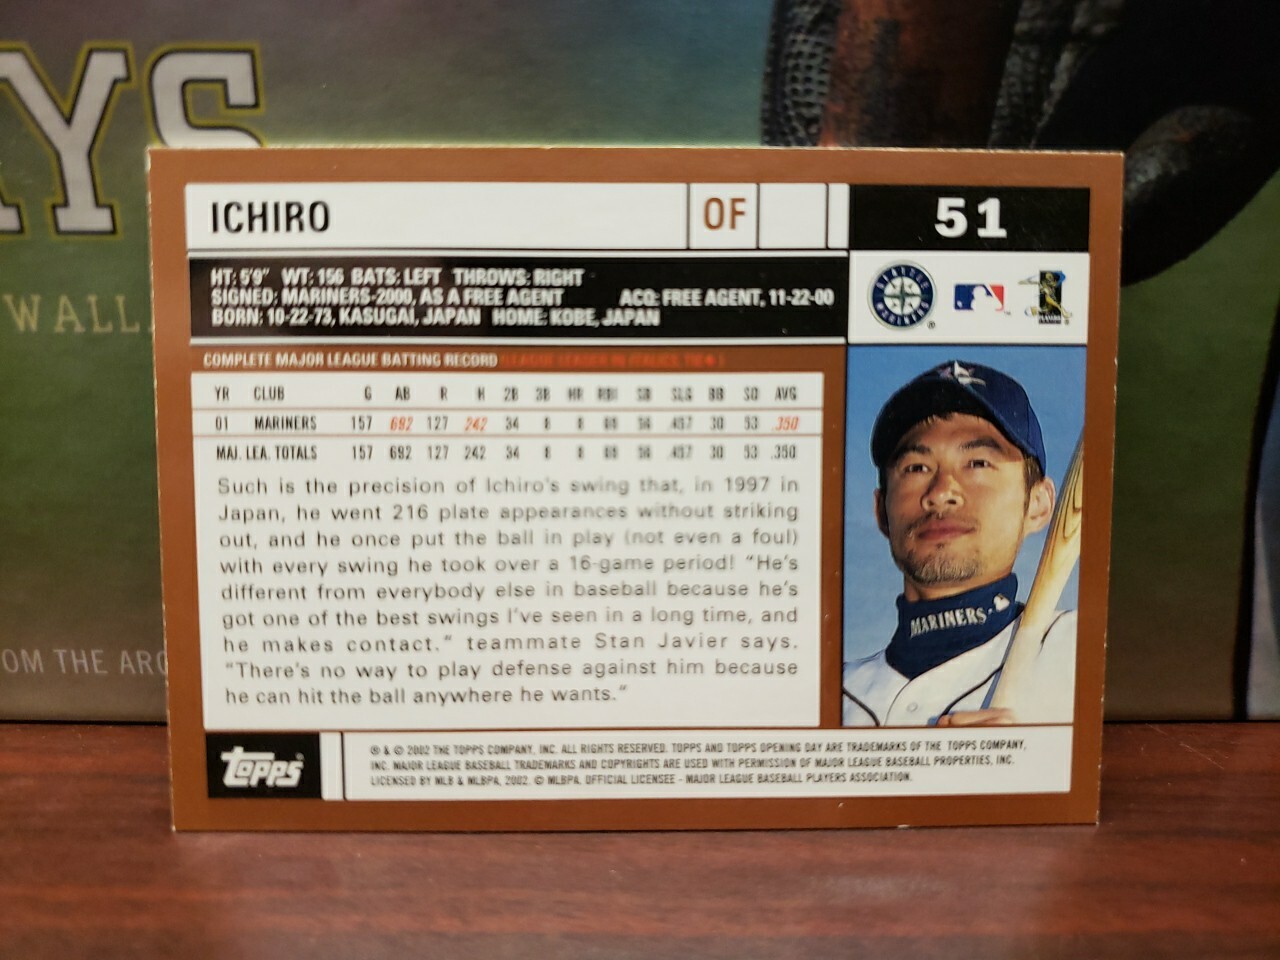 AYS
WALL
OM THE ARC
ICHIRO OF 51
HT: 5'9" WT: 156 BATS: LEFT THROWS: RIGHT
SIGNED: MARINERS-2000, AS A FREE AGENT ACQ: FREE AGENT, 11-22-00
BORN: 10-22-73, KASUGAI, JAPAN HOME: KOBE, JAPAN
COMPLETE MAJOR LEAGUE BATTING RECORD
YR CLUB G AB R H 2B 3B HR RBI SB SLG BB SO AVG
01 MARINERS 157 692 127 242 34 8 8 69 56 .457 30 53 .350
MAJ. LEA. TOTALS 157 692 127 242 34 8 8 69 56 .457 30 53 .350
Such is the precision of Ichiro's swing that, in 1997 in
Japan, he went 216 plate appearances without striking
out, and he once put the ball in play (not even a foul)
with every swing he took over a 16-game period! "He's
different from everybody else in baseball because he's
got one of the best swings I've seen in a long time, and
he makes contact." teammate Stan Javier says.
"There's no way to play defense against him because
he can hit the ball anywhere he wants."
MARINERS
Topps
® & © 2002 THE TOPPS COMPANY, INC. ALL RIGHTS RESERVED. TOPPS AND TOPPS OPENING DAY ARE TRADEMARKS OF THE TOPPS COMPANY,
INC. MAJOR LEAGUE BASEBALL TRADEMARKS AND COPYRIGHTS ARE USED WITH PERMISSION OF MAJOR LEAGUE BASEBALL PROPERTIES, INC.
LICENSED BY MLB & MLBPA, 2002. © MLBPA. OFFICIAL LICENSEE - MAJOR LEAGUE BASEBALL PLAYERS ASSOCIATION.